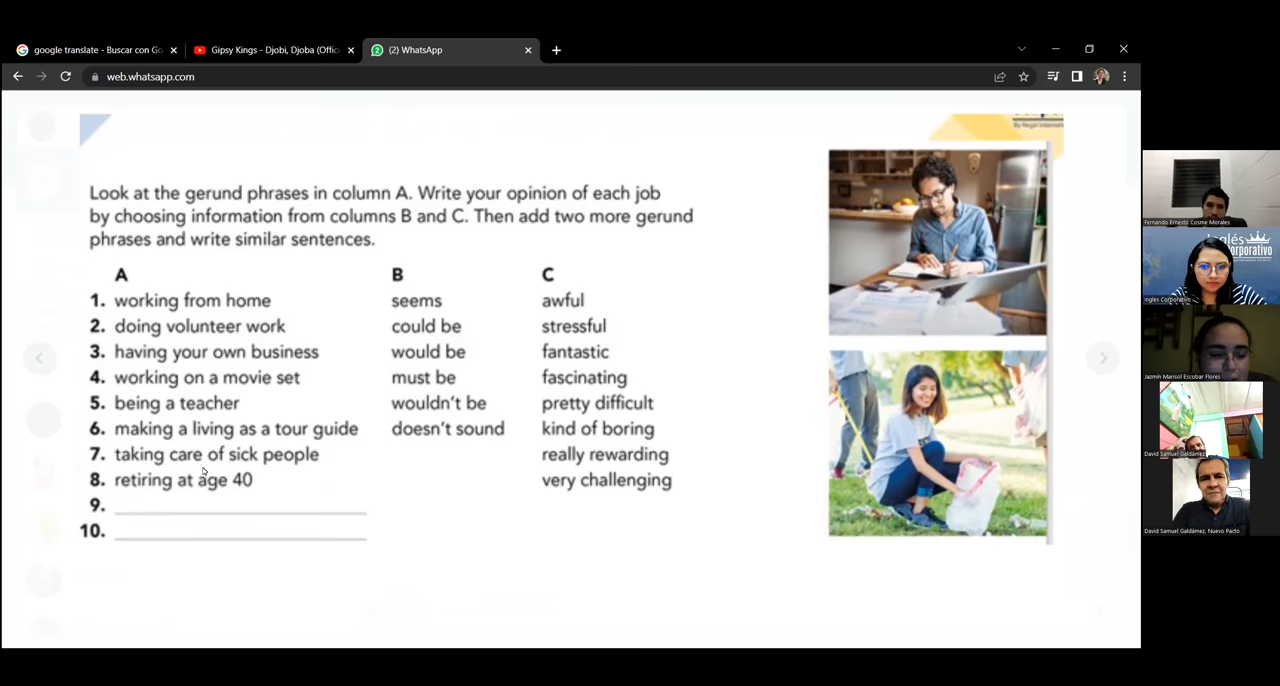 google translate - Buscar con Go
Gipsy Kings - Djobi, Djoba (Offic
(2) WhatsApp
web.whatsapp.com
Look at the gerund phrases in column A. Write your opinion of each job
by choosing information from columns B and C. Then add two more gerund
phrases and write similar sentences.
A B C
1. working from home seems awful
2. doing volunteer work could be stressful
3. having your own business would be fantastic
4. working on a movie set must be fascinating
5. being a teacher wouldn't be pretty difficult
6. making a living as a tour guide doesn't sound kind of boring
7. taking care of sick people really rewarding
8. retiring at age 40 very challenging
9.
10.
Fernando Ernesto Cosme Morales
Inglés
Corporativo
Ingles Corporativo
Jazmin Marisol Escobar Flores
David Samuel Galdámez
David Samuel Galdámez, Nuevo Pacto